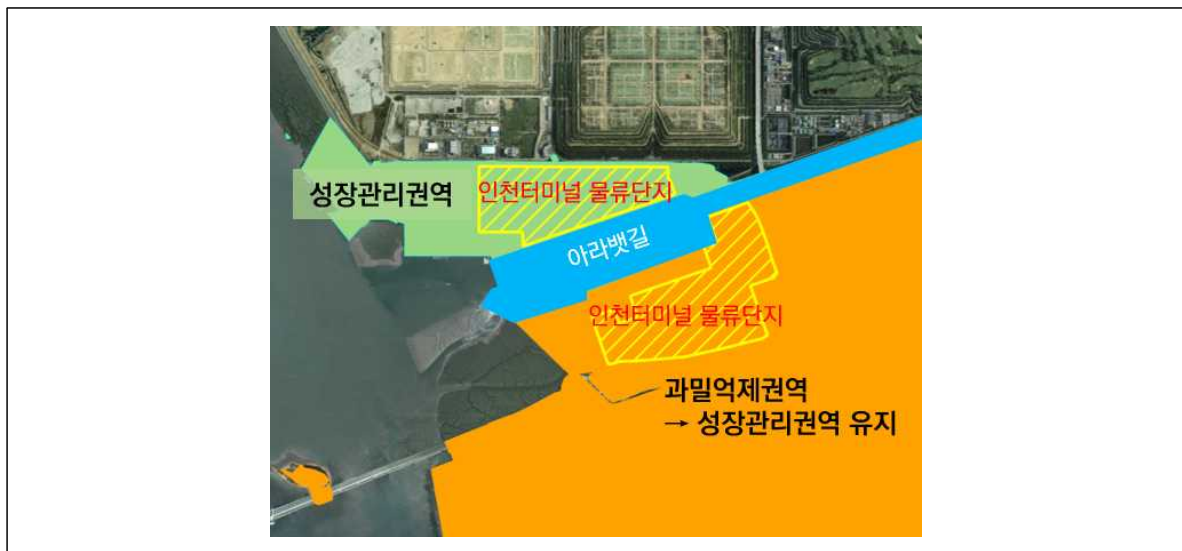 성장관리권역
인천터미널 물류단지
아라뱃길
인천터미널 물류단지
과밀억제권역
→ 성장관리권역 유지